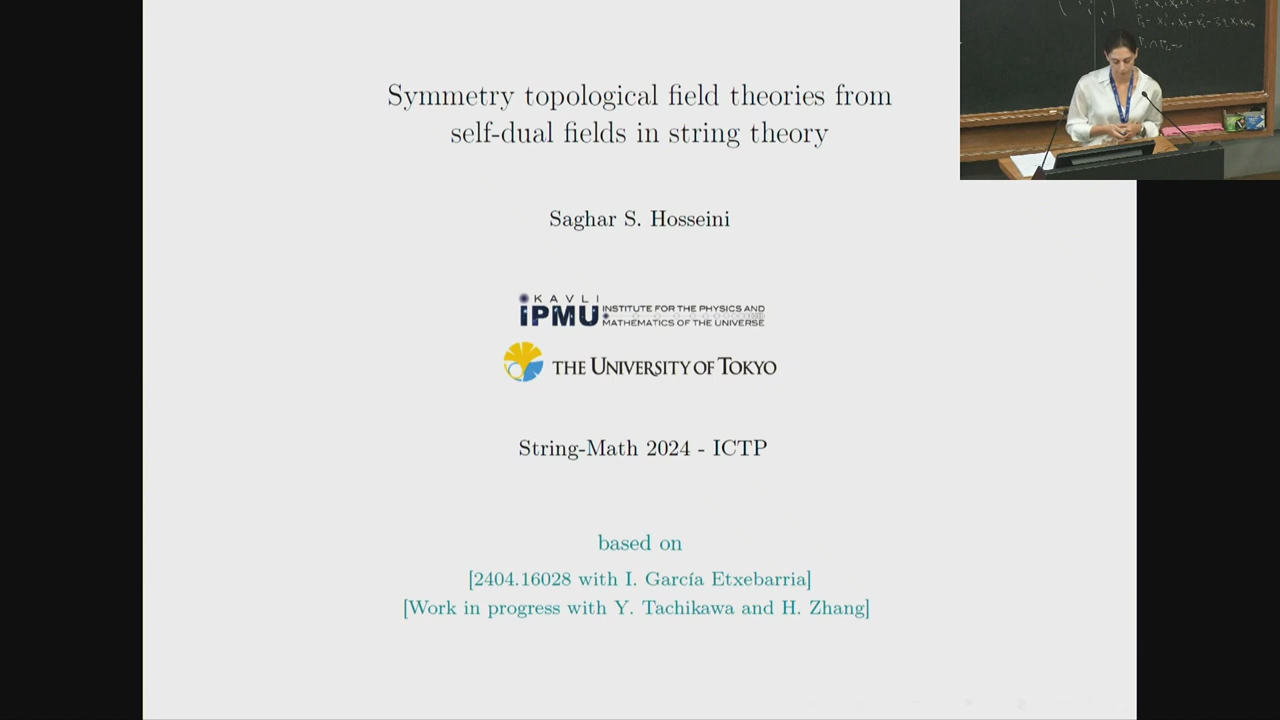 Symmetry topological field theories from
self-dual fields in string theory
Saghar S. Hosseini
KAVLI
IPMU INSTITUTE FOR THE PHYSICS AND
MATHEMATICS OF THE UNIVERSE
THE UNIVERSITY OF TOKYO
String-Math 2024 - ICTP
based on
[2404.16028 with I. García Etxebarria]
[Work in progress with Y. Tachikawa and H. Zhang]